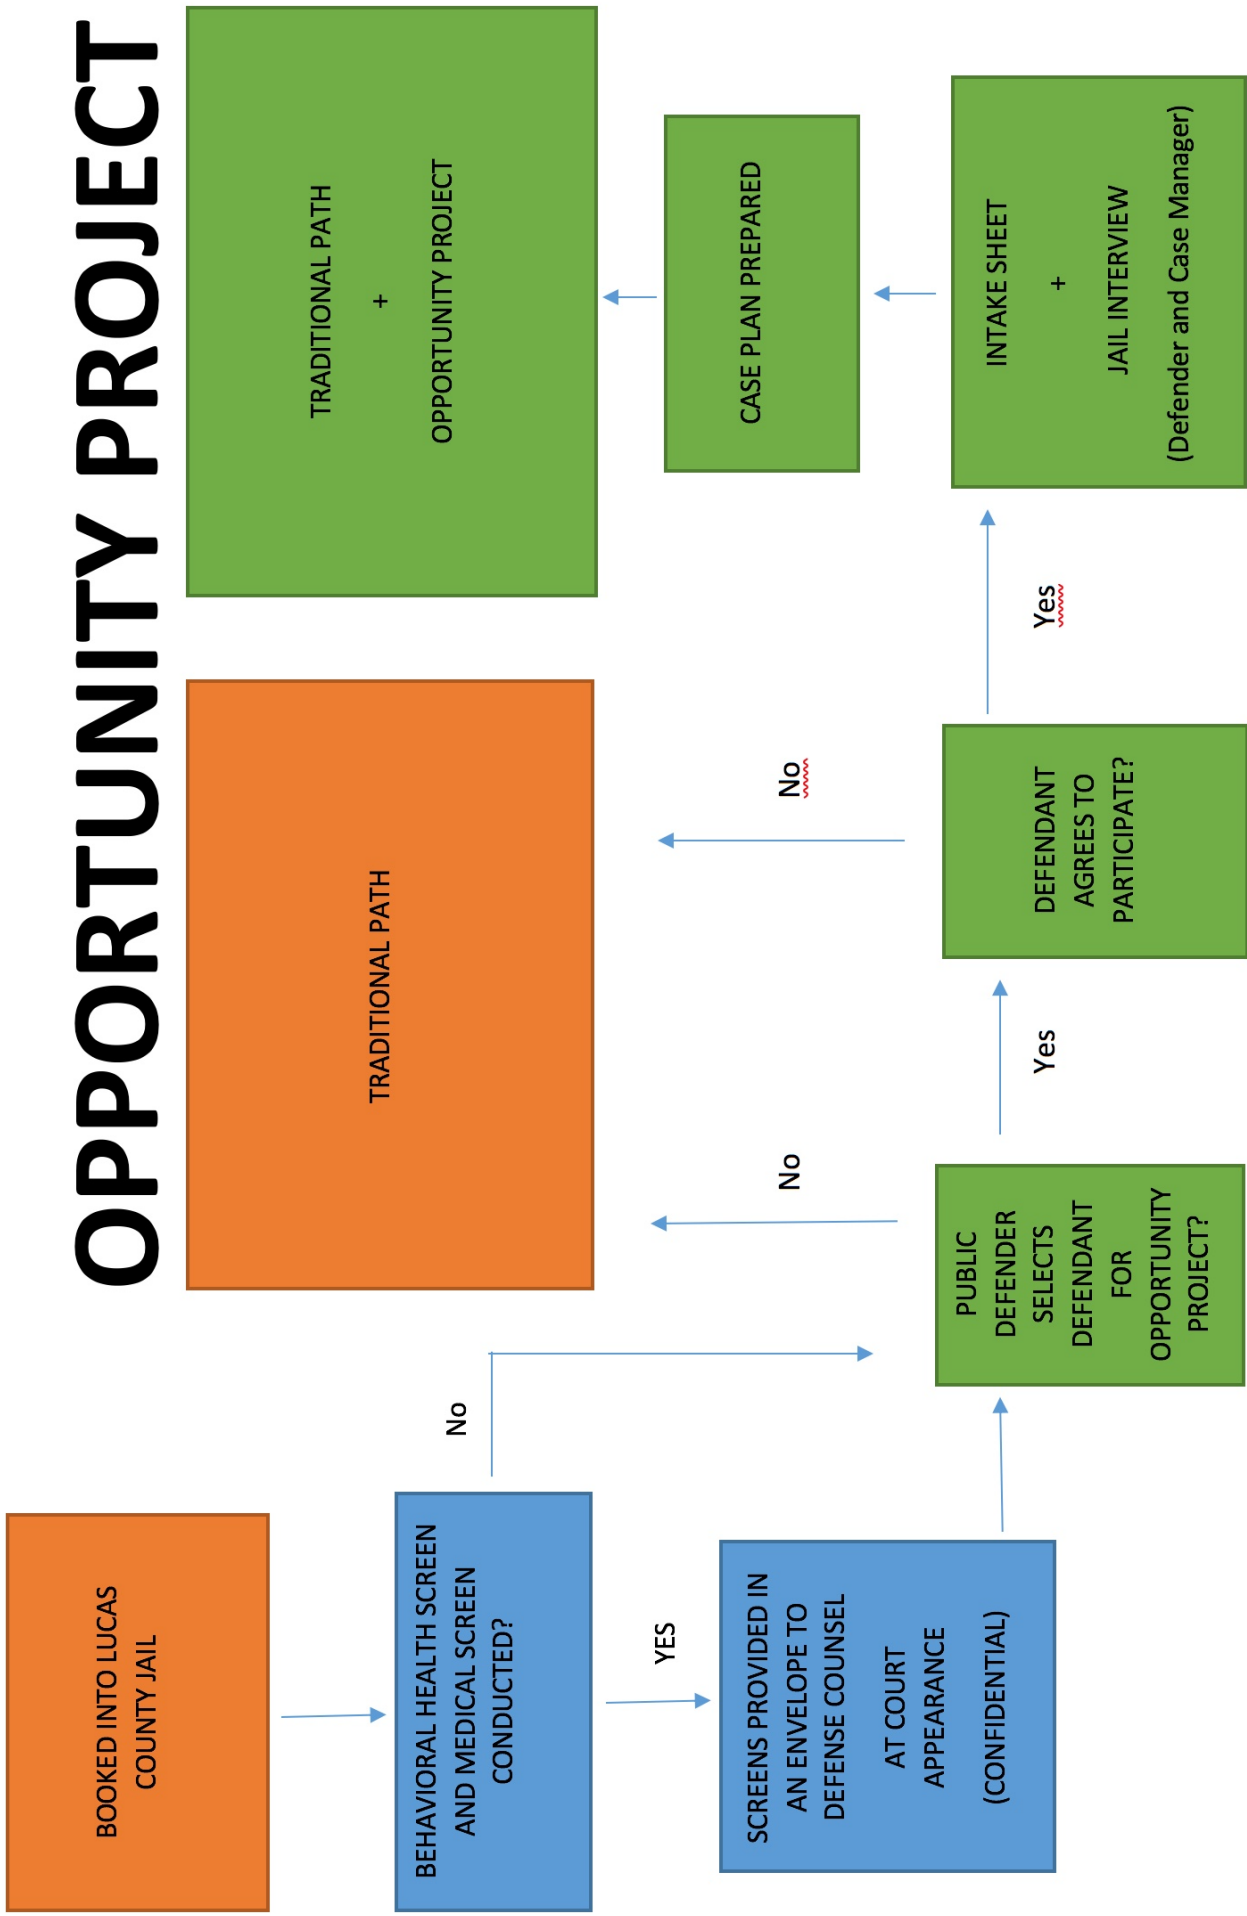 OPPORTUNITY PROJECT
BOOKED INTO LUCAS
COUNTY JAIL
BEHAVIORAL HEALTH SCREEN
AND MEDICAL SCREEN
CONDUCTED?
No
YES
SCREENS PROVIDED IN
AN ENVELOPE TO
DEFENSE COUNSEL
AT COURT
APPEARANCE
(CONFIDENTIAL)
PUBLIC
DEFENDER
SELECTS
DEFENDANT
FOR
OPPORTUNITY
PROJECT?
No
Yes
TRADITIONAL PATH
DEFENDANT
AGREES TO
PARTICIPATE?
No
Yes
INTAKE SHEET
+
JAIL INTERVIEW
(Defender and Case Manager)
CASE PLAN PREPARED
TRADITIONAL PATH
+
OPPORTUNITY PROJECT